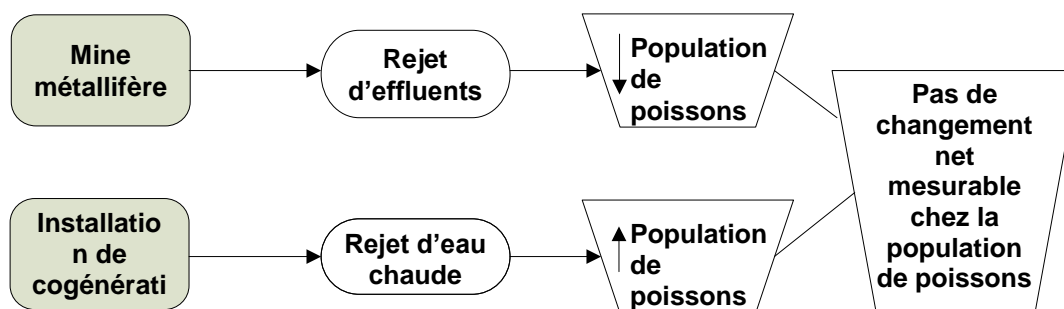 Mine
métallifère
Rejet
d'effluents
Population
de
poissons
Pas de
changement
net
mesurable
chez la
population
de poissons
Installatio
n de
cogénérati
Rejet d'eau
chaude
Population
de
poissons